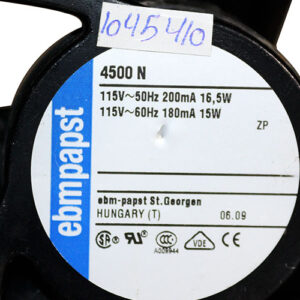 1045410
4500 N
115V~50Hz 200mA 16,5W
115V~60Hz 180mA 15W
ZP
ebmpapst
ebm-papst St.Georgen
HUNGARY (T) 06.09
VDE